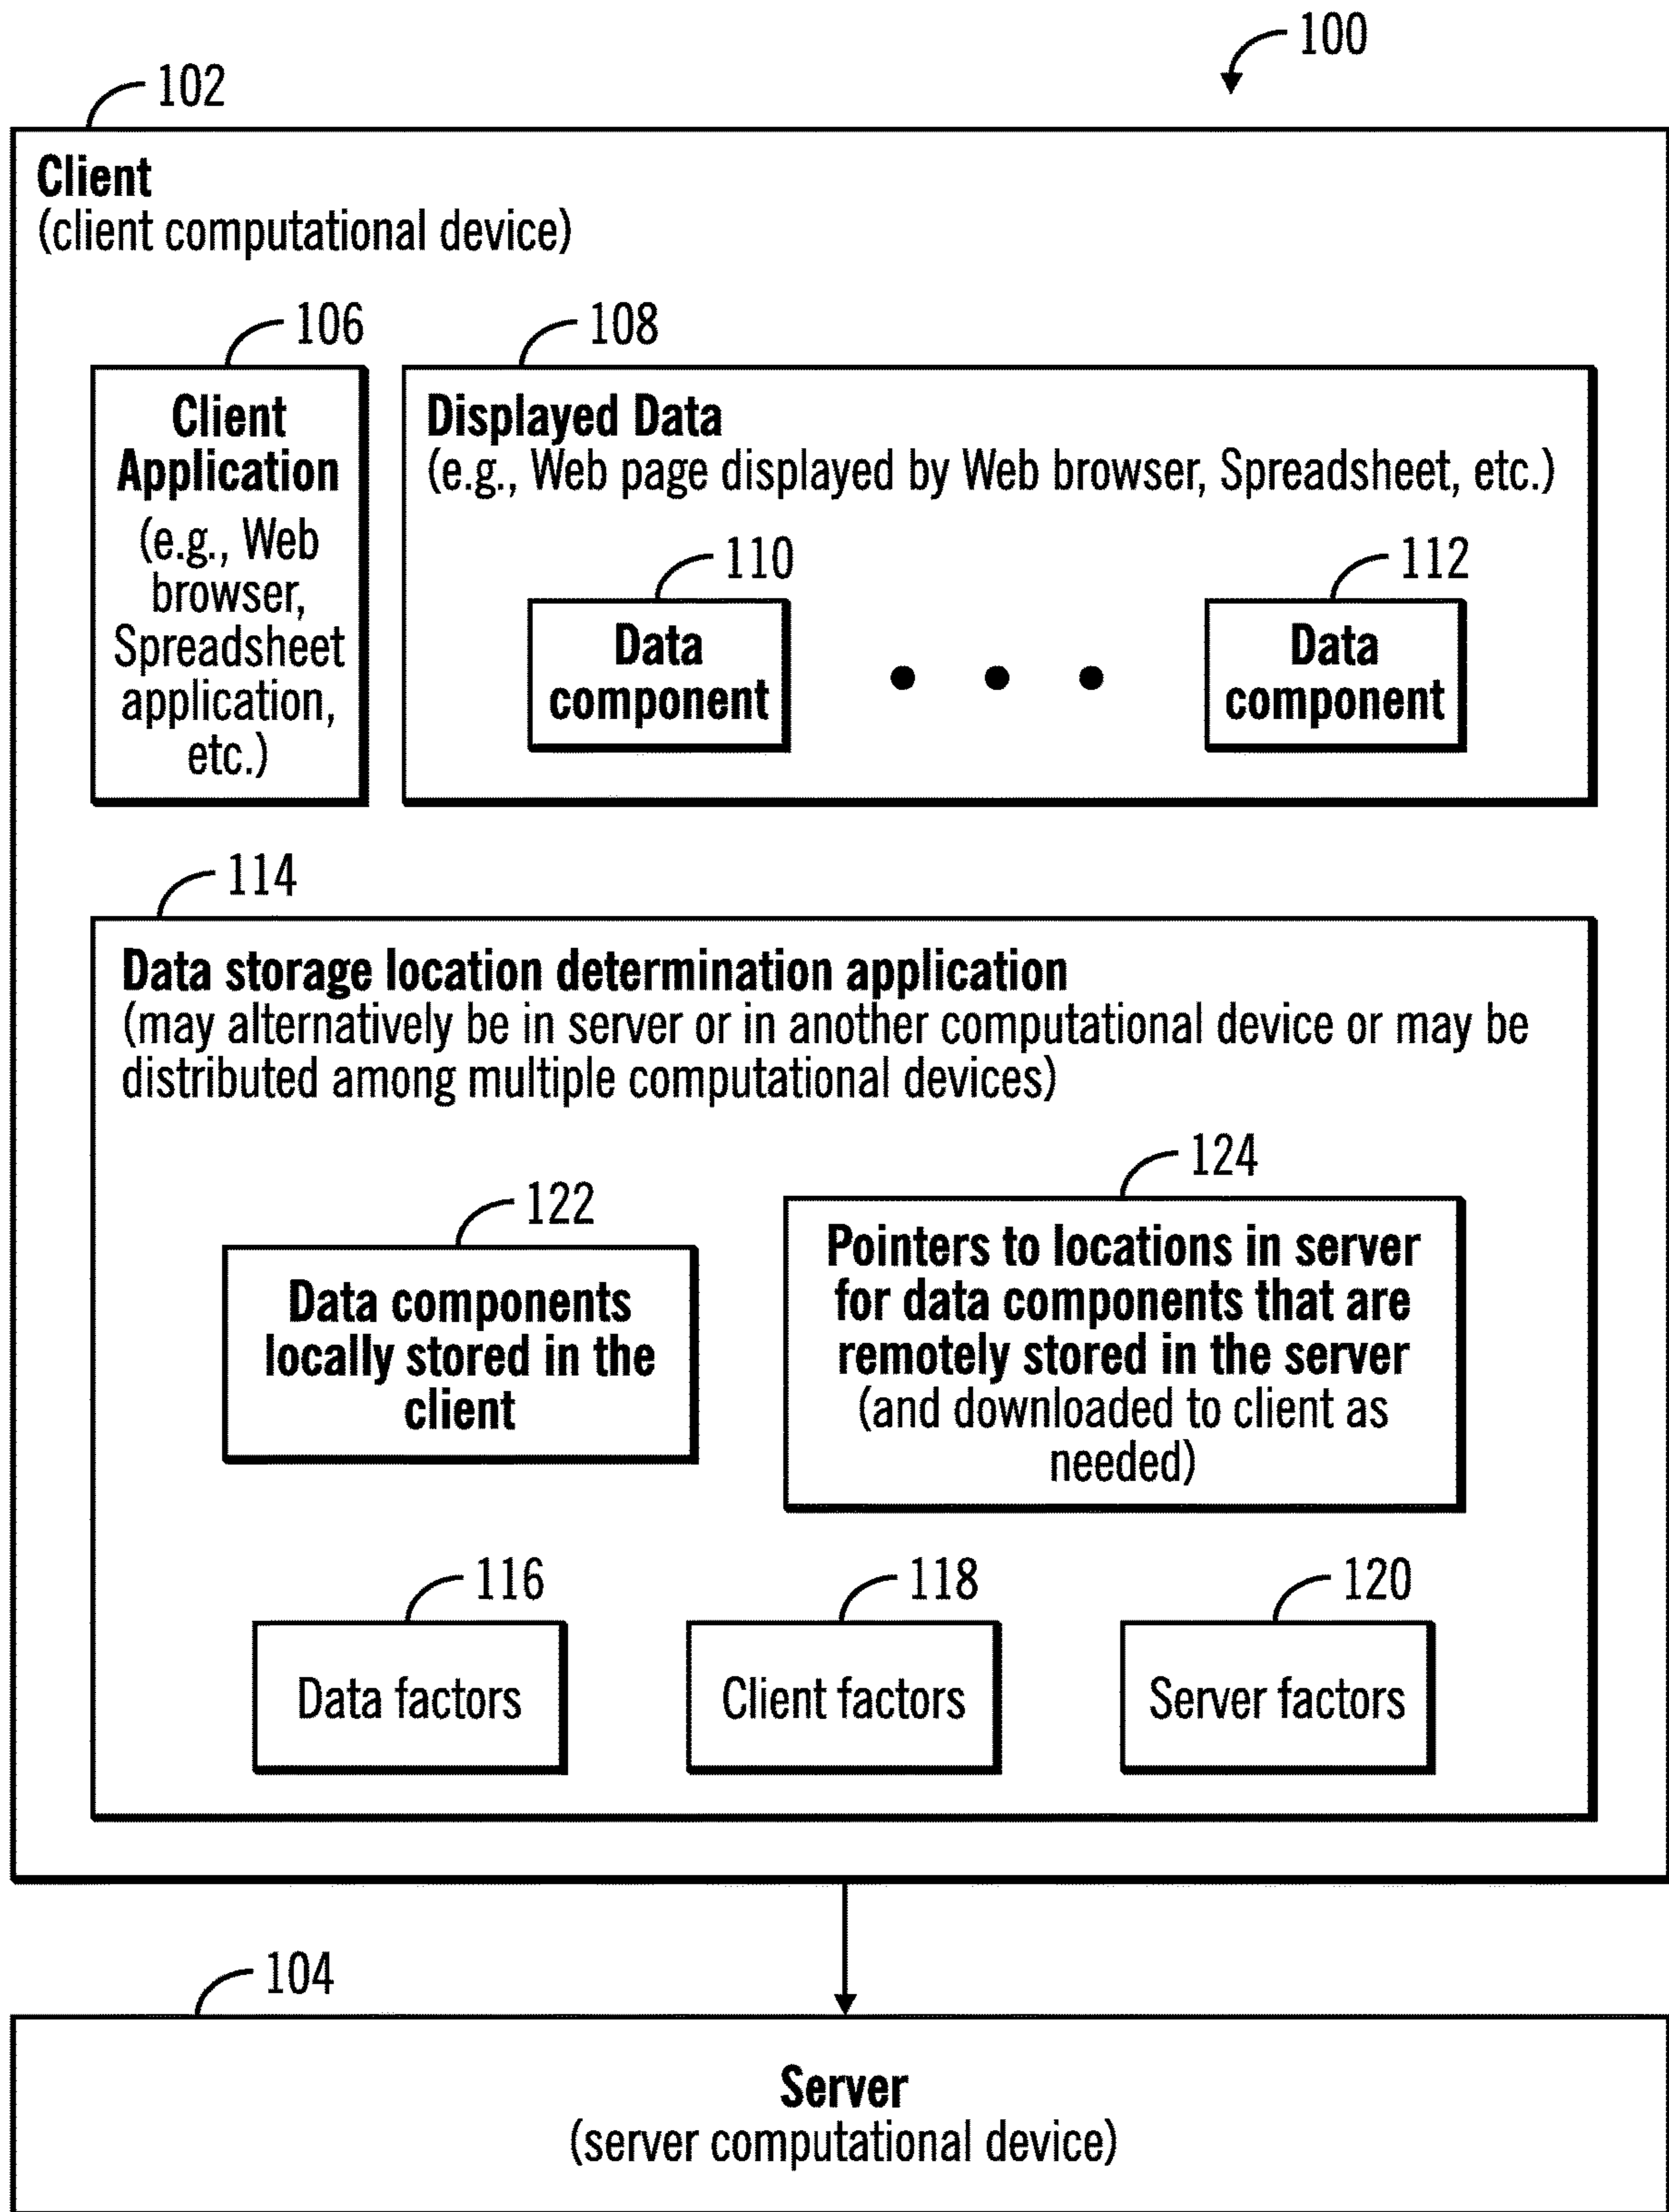 100
102
Client
(client computational device)
106
108
Client
Application
(e.g., Web
browser,
Spreadsheet
application,
etc.)
Displayed Data
(e.g., Web page displayed by Web browser, Spreadsheet, etc.)
110
112
Data
component
Data
component
114
Data storage location determination application
(may alternatively be in server or in another computational device or may be
distributed among multiple computational devices)
122
124
Data components
locally stored in the
client
Pointers to locations in server
for data components that are
remotely stored in the server
(and downloaded to client as
needed)
116
118
120
Data factors
Client factors
Server factors
104
Server
(server computational device)